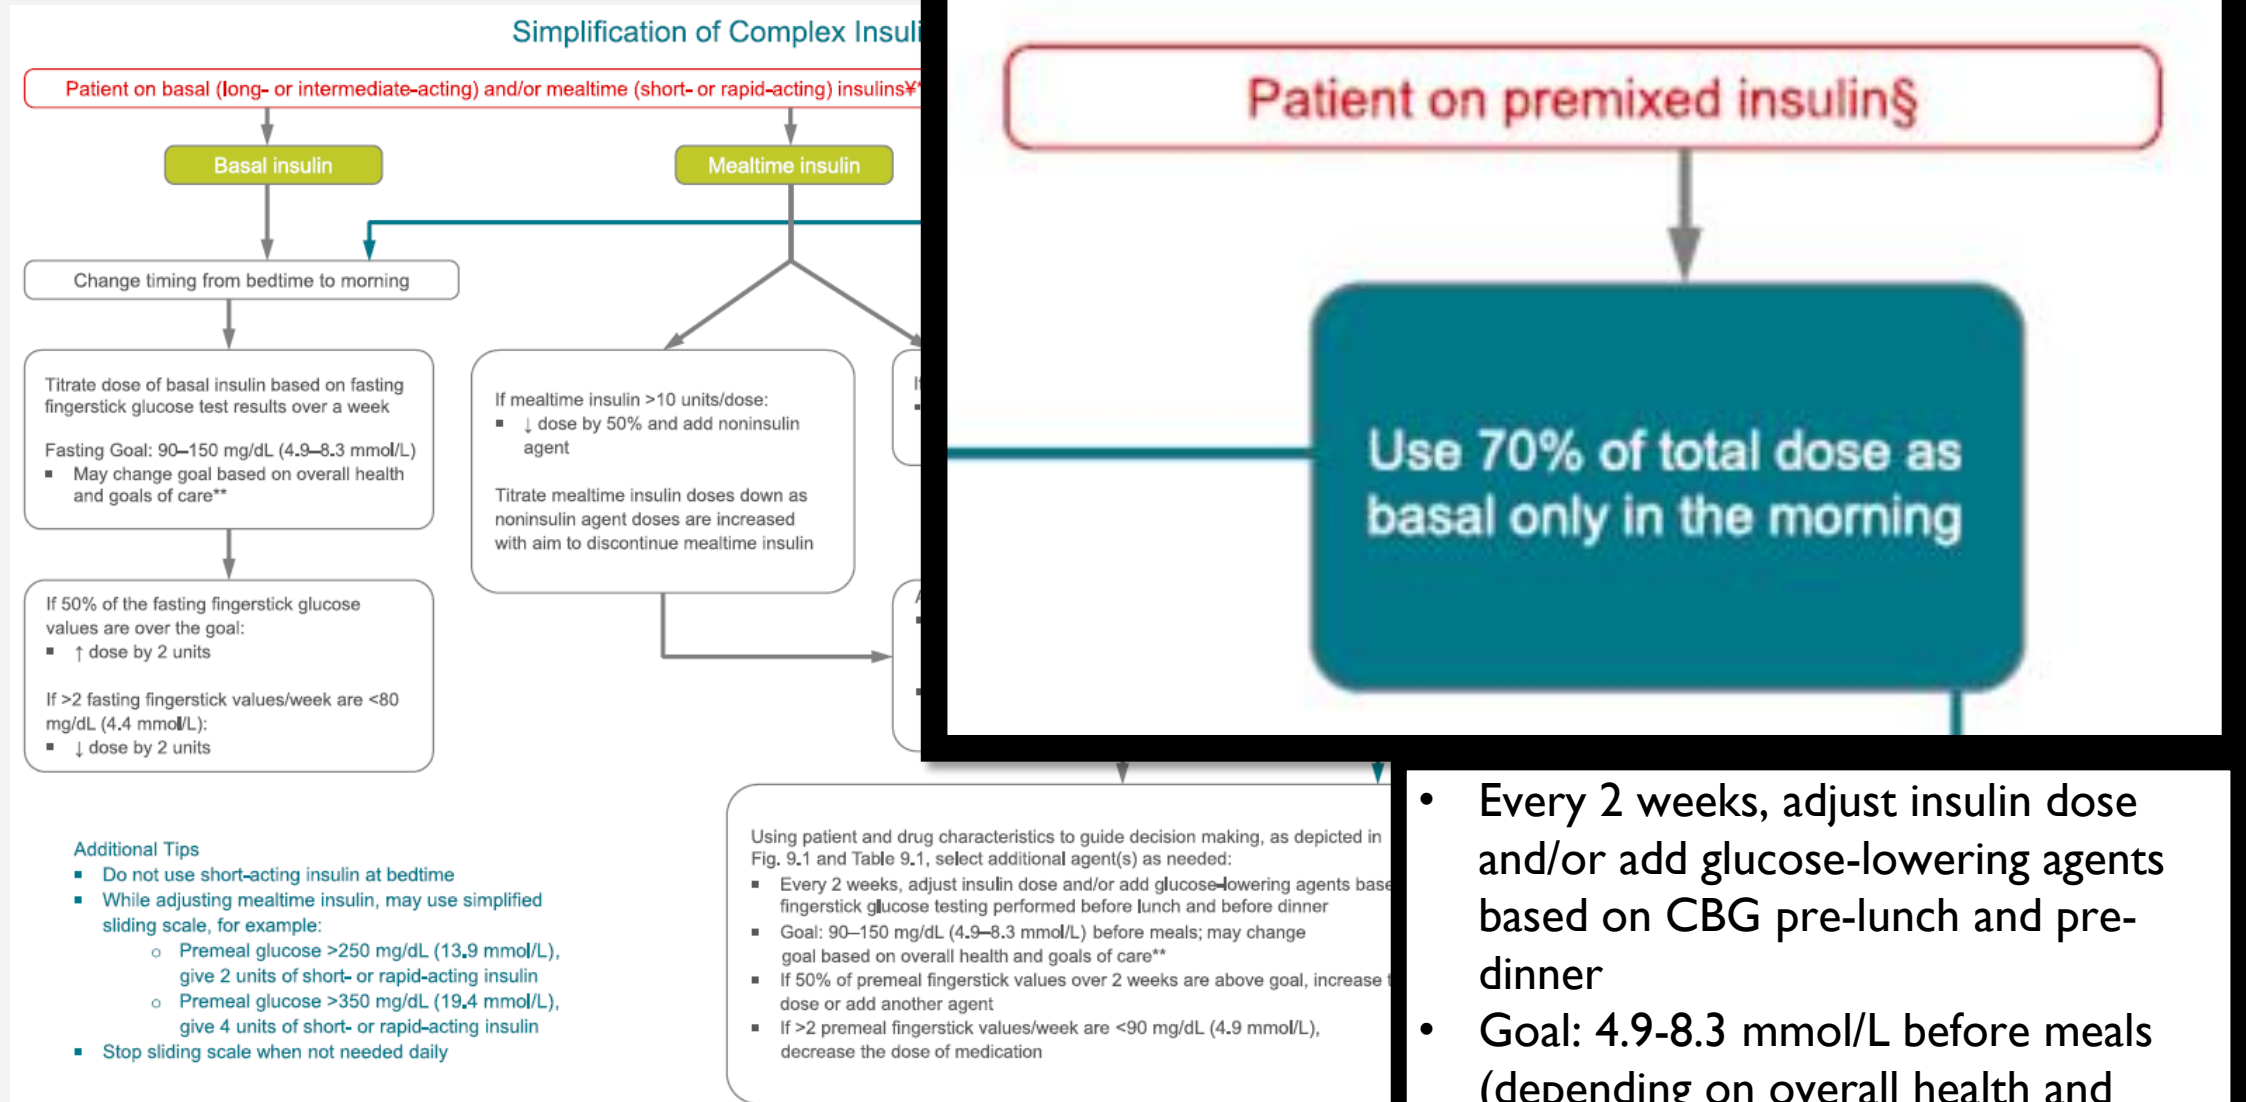 Simplification of Complex
Patient on basal (long- or intermediate-acting) and/or mealtime (short- or rapid-acting) insulins¥*
Basal insulin
Mealtime insulin
Change timing from bedtime to morning
Titrate dose of basal insulin based on fasting
fingerstick glucose test results over a week
Fasting Goal: 90–150 mg/dL (4.9–8.3 mmol/L)
▪ May change goal based on overall health
and goals of care**
If 50% of the fasting fingerstick glucose
values are over the goal:
▪ ↑ dose by 2 units
If >2 fasting fingerstick values/week are <80
mg/dL (4.4 mmol/L):
▪ ↓ dose by 2 units
If mealtime insulin >10 units/dose:
▪ ↓ dose by 50% and add noninsulin
agent
Titrate mealtime insulin doses down as
noninsulin agent doses are increased
with aim to discontinue mealtime insulin
Patient on premixed insulin§
Use 70% of total dose as
basal only in the morning
Additional Tips
▪ Do not use short-acting insulin at bedtime
▪ While adjusting mealtime insulin, may use simplified
sliding scale, for example:
○ Premeal glucose >250 mg/dL (13.9 mmol/L),
give 2 units of short- or rapid-acting insulin
○ Premeal glucose >350 mg/dL (19.4 mmol/L),
give 4 units of short- or rapid-acting insulin
▪ Stop sliding scale when not needed daily
Using patient and drug characteristics to guide decision making, as depicted in
Fig. 9.1 and Table 9.1, select additional agent(s) as needed:
▪ Every 2 weeks, adjust insulin dose and/or add glucose-lowering agents
fingerstick glucose testing performed before lunch and before dinner
▪ Goal: 90–150 mg/dL (4.9–8.3 mmol/L) before meals; may change
goal based on overall health and goals of care**
▪ If 50% of premeal fingerstick values over 2 weeks are above goal, increase
dose or add another agent
▪ If >2 premeal fingerstick values/week are <90 mg/dL (4.9 mmol/L),
decrease the dose of medication
• Every 2 weeks, adjust insulin dose
and/or add glucose-lowering agents
based on CBG pre-lunch and pre-
dinner
• Goal: 4.9-8.3 mmol/L before meals
(depending on overall health and